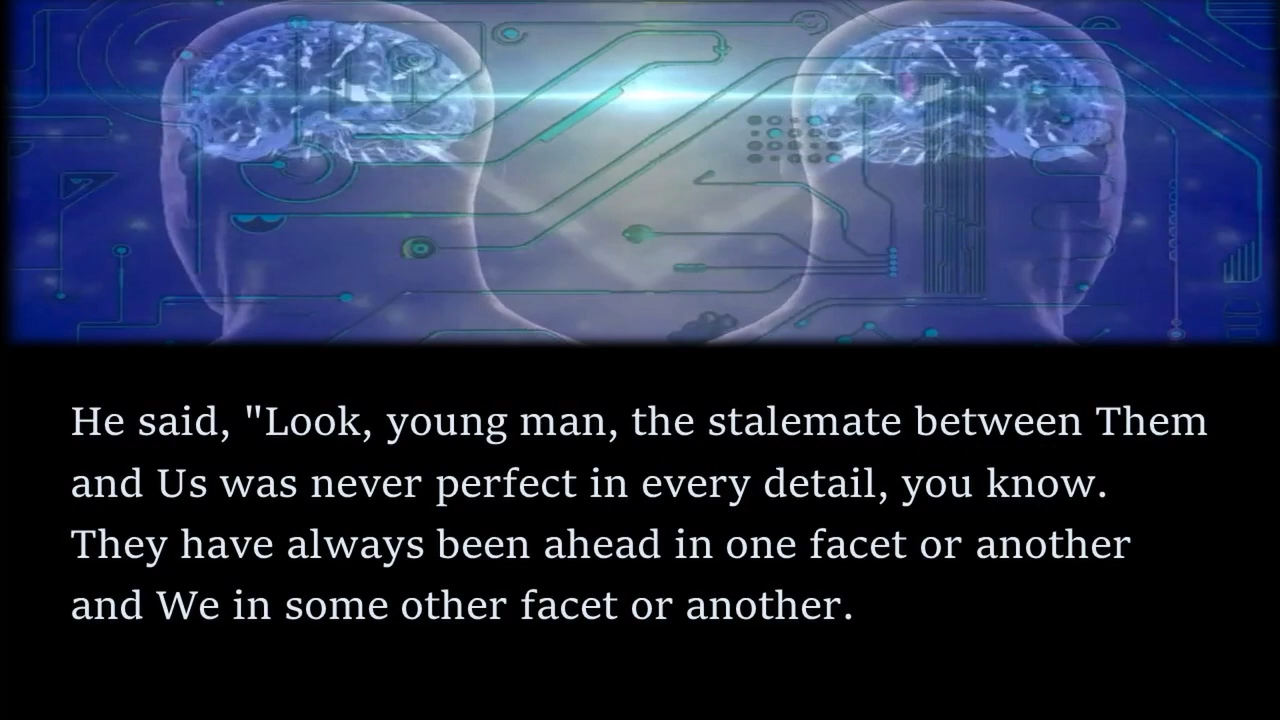 He said, "Look, young man, the stalemate between Them
and Us was never perfect in every detail, you know.
They have always been ahead in one facet or another
and We in some other facet or another.